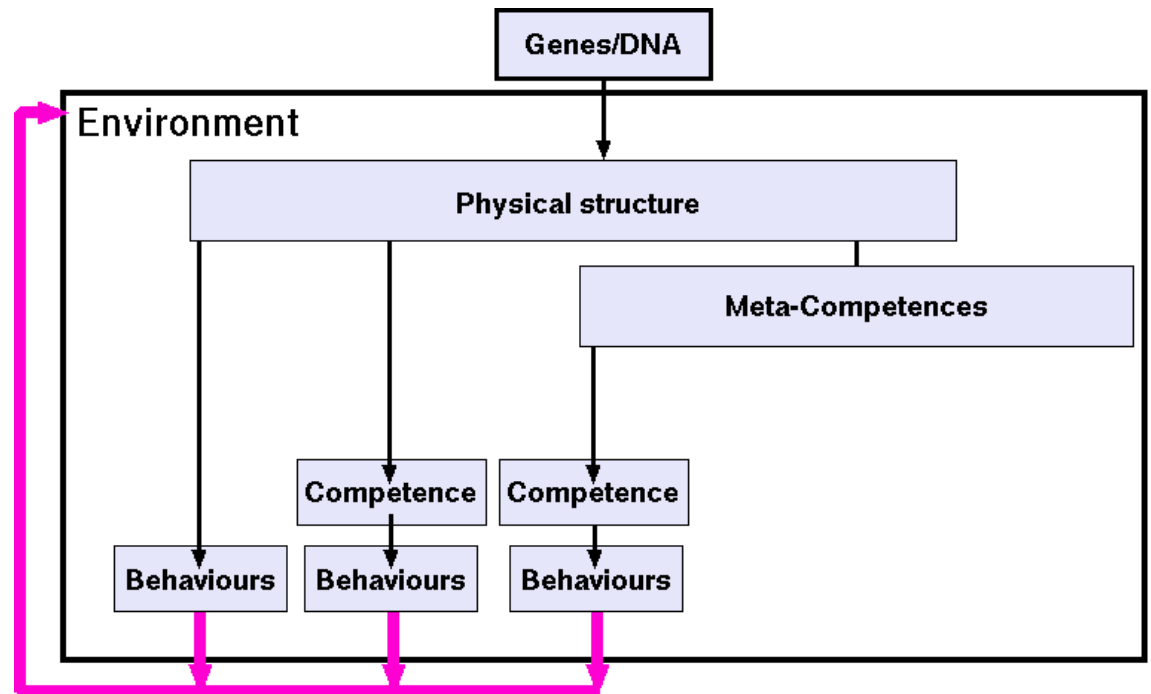 Genes/DNA
Environment
Physical structure
Meta-Competences
Competence
Competence
Behaviours
Behaviours
Behaviours